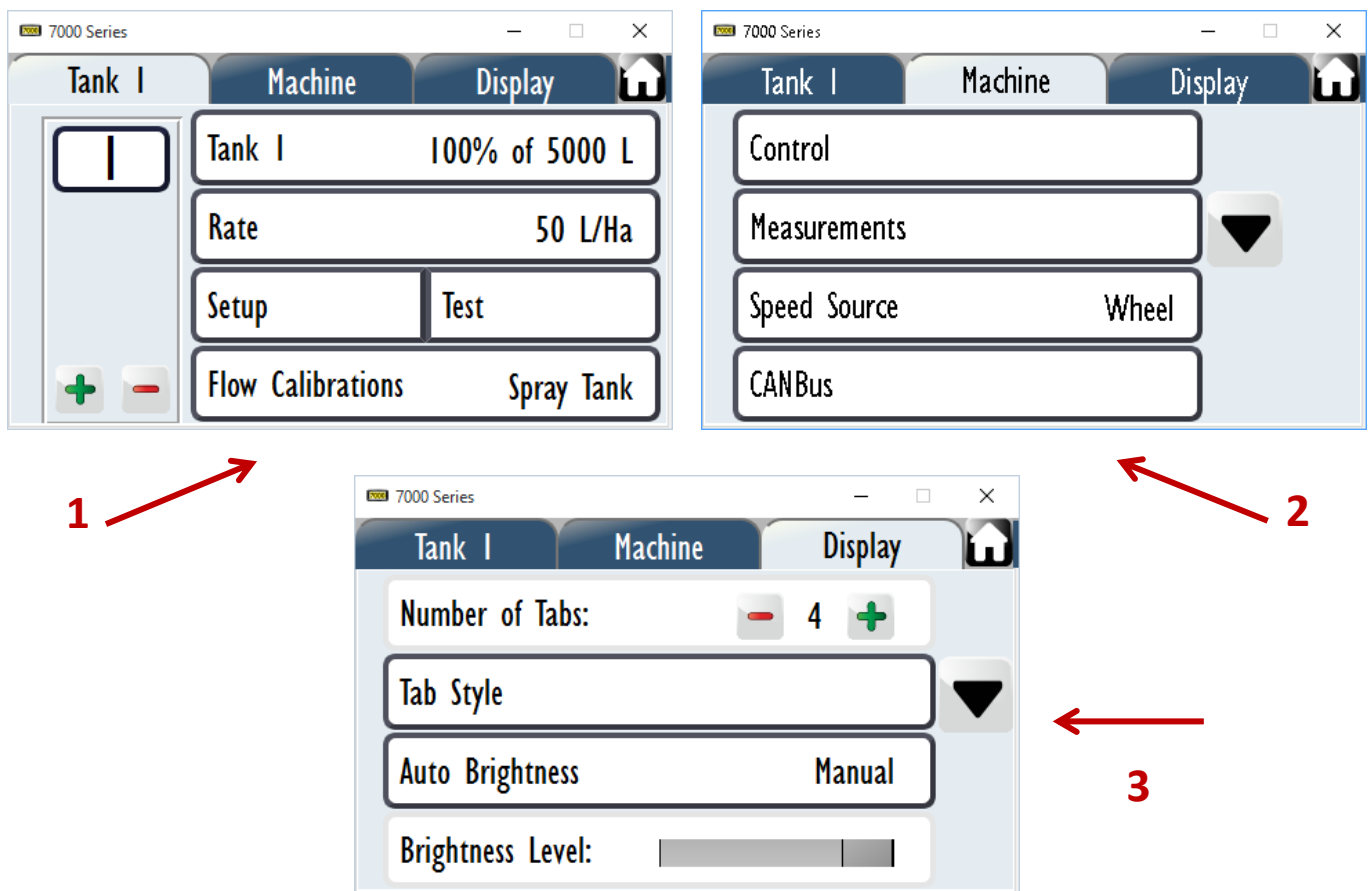 7000 Series
Tank 1 Machine Display
1
Tank 1 100% of 5000 L
Rate 50 L/Ha
Setup Test
Flow Calibrations Spray Tank
7000 Series
Tank 1 Machine Display
Control
Measurements
Speed Source Wheel
CANBus
1
2
7000 Series
Tank 1 Machine Display
Number of Tabs: 4
Tab Style
Auto Brightness Manual
Brightness Level:
3